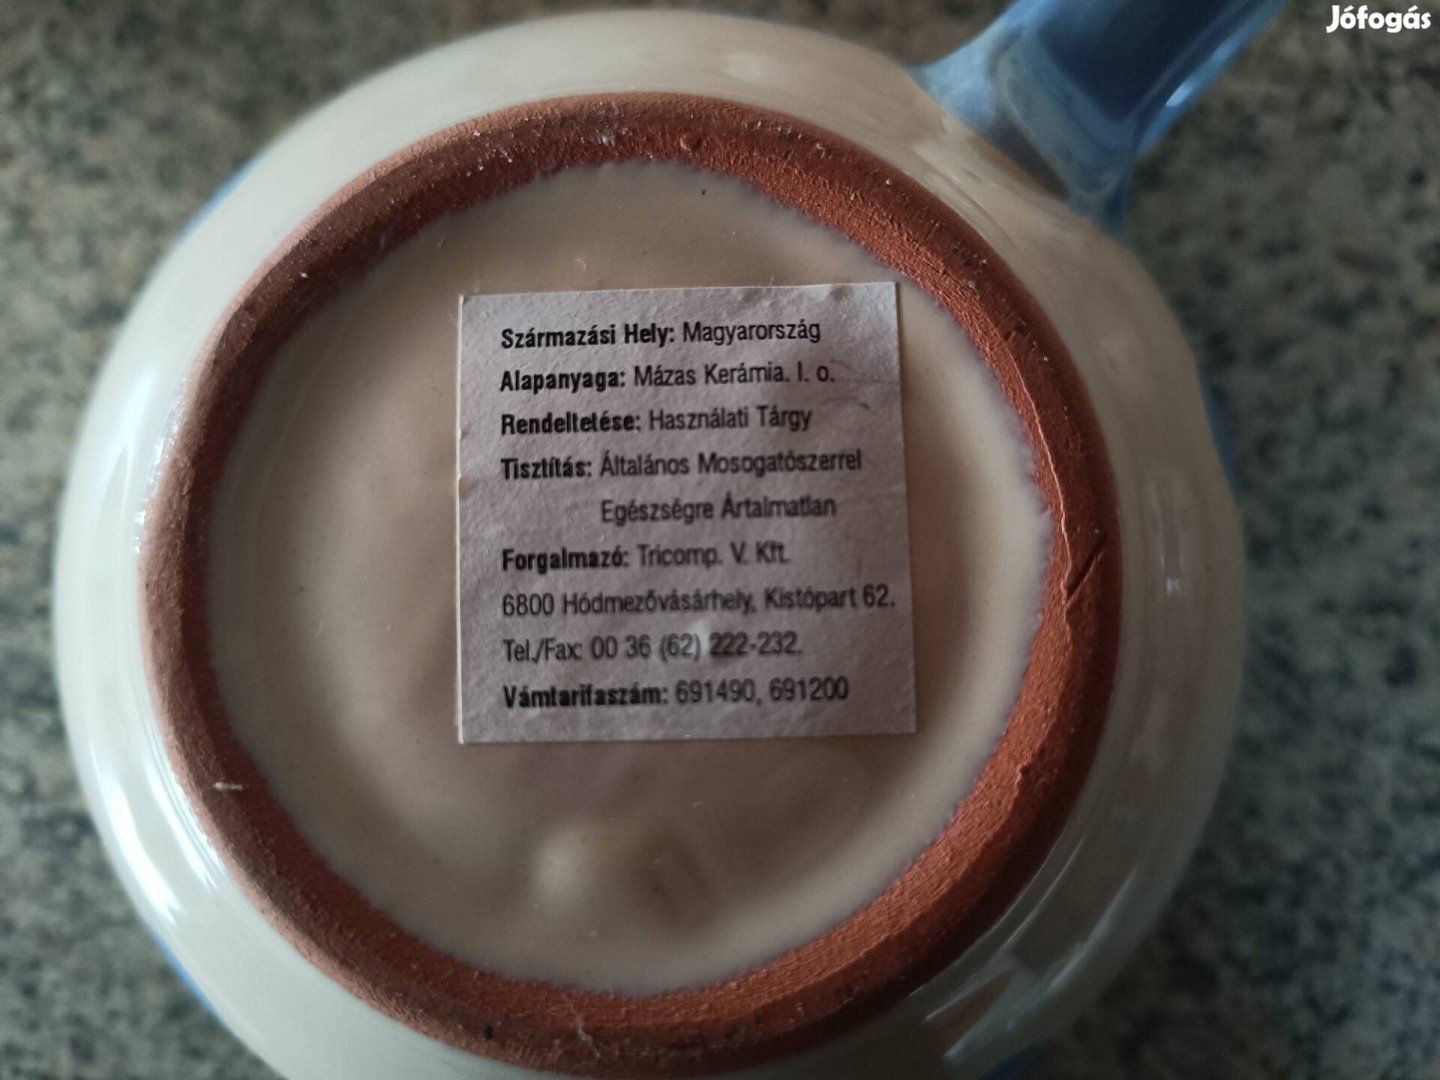 Jófogás
Származási Hely: Magyarország
Alapanyaga: Mázas Kerámia. I. o.
Rendeltetése: Használati Tárgy
Tisztítás: Általános Mosogatószerrel
Egészségre Ártalmatlan
Forgalmazó: Tricomp. V. Kft.
6800 Hódmezővásárhely, Kistópart 62.
Tel./Fax: 00 36 (62) 222-232.
Vámtarifaszám: 691490, 691200